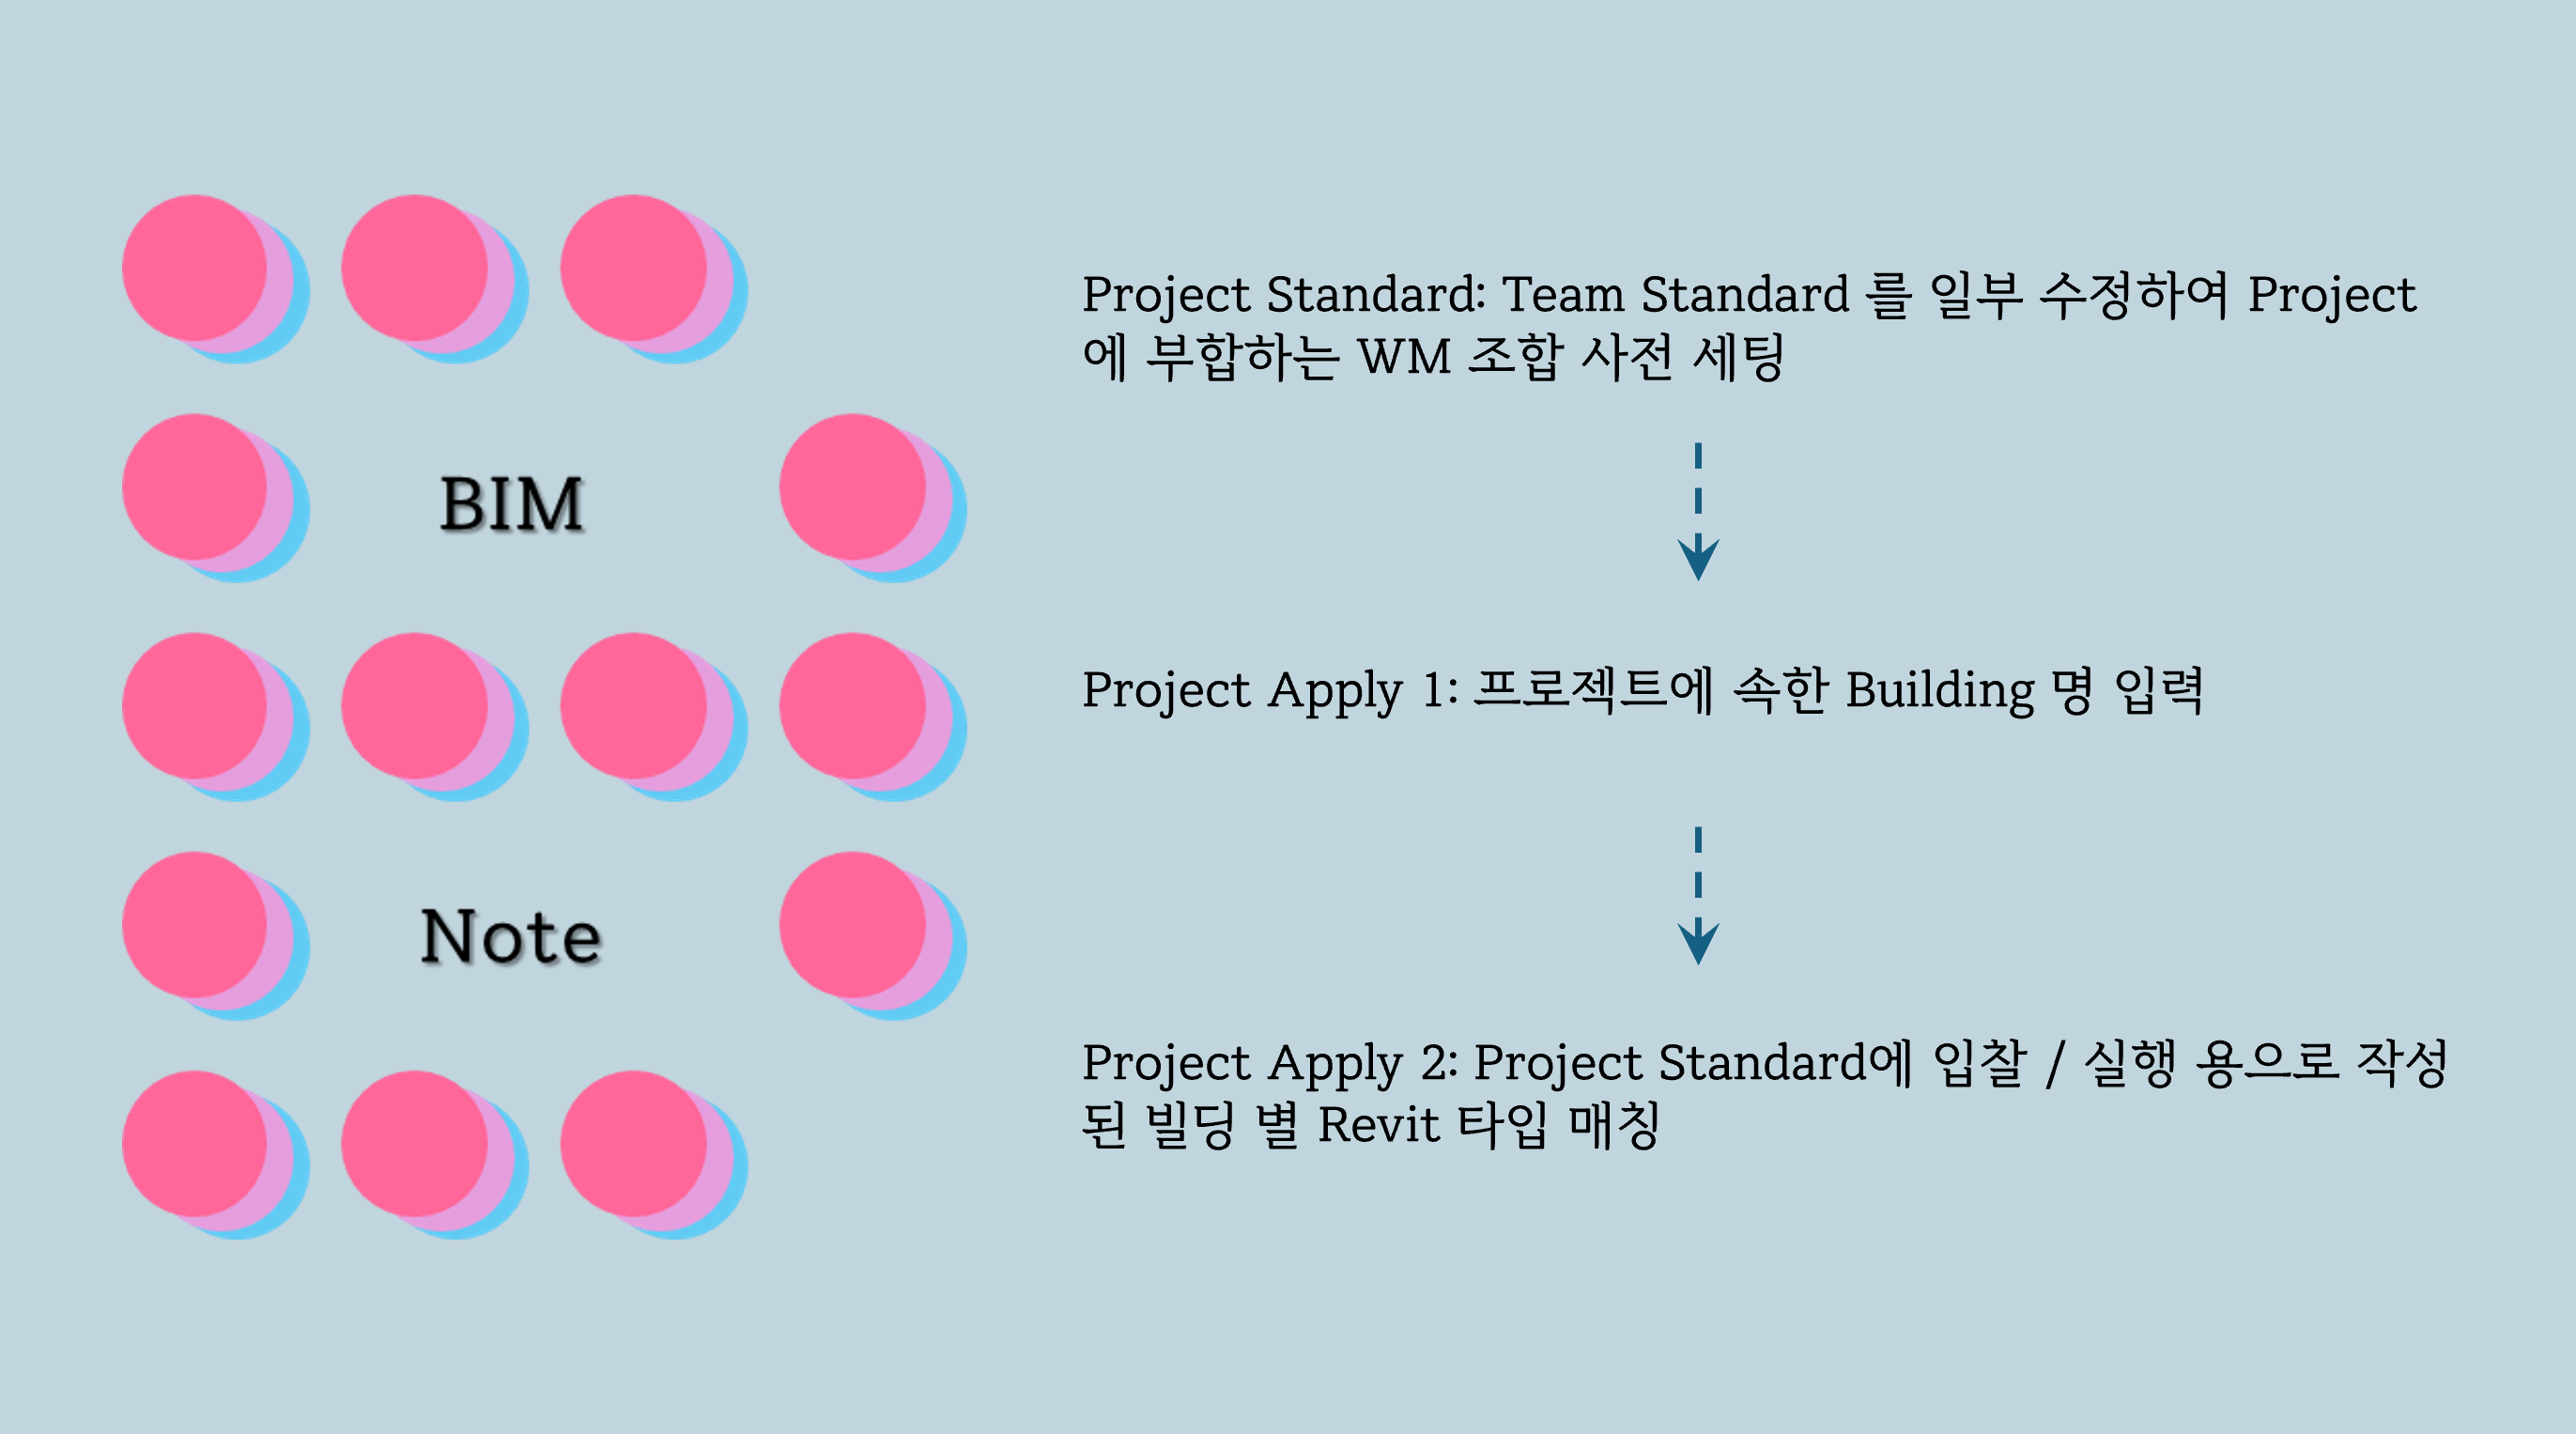 BIM
Note
Project Standard: Team Standard 를 일부 수정하여 Project
에 부합하는 WM 조합 사전 세팅
Project Apply 1: 프로젝트에 속한 Building 명 입력
Project Apply 2: Project Standard에 입찰 / 실행 용으로 작성
된 빌딩 별 Revit 타입 매칭